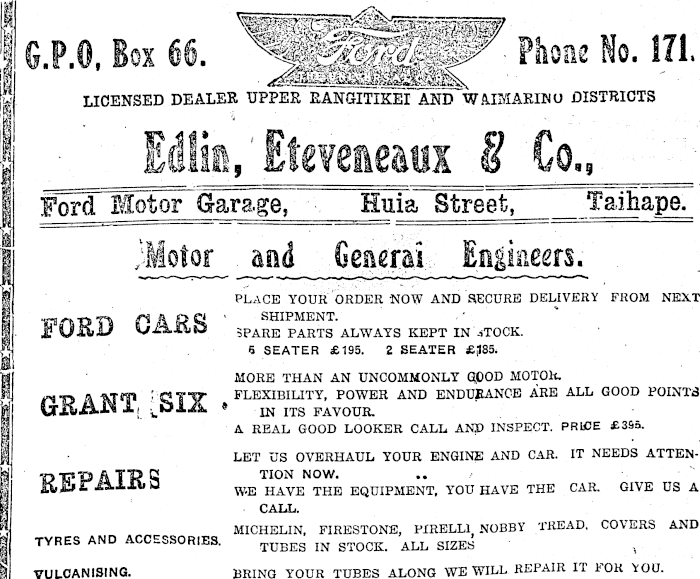 G.P.O, Box 66.
Ford
Phone No. 171.
LICENSED DEALER UPPER RANGITIKEI AND WAIMARINO DISTRICTS
Edlin, Eteveneaux & Co.,
Ford Motor Garage, Huia Street, Taihape.
Motor and General Engineers.
FORD CARS
PLACE YOUR ORDER NOW AND SECURE DELIVERY FROM NEXT
SHIPMENT.
SPARE PARTS ALWAYS KEPT IN STOCK.
5 SEATER £195. 2 SEATER £185.
GRANT SIX
MORE THAN AN UNCOMMONLY GOOD MOTOR.
FLEXIBILITY, POWER AND ENDURANCE ARE ALL GOOD POINTS
IN ITS FAVOUR.
A REAL GOOD LOOKER CALL AND INSPECT. PRICE £395.
REPAIRS
LET US OVERHAUL YOUR ENGINE AND CAR. IT NEEDS ATTEN-
TION NOW.
WE HAVE THE EQUIPMENT, YOU HAVE THE CAR. GIVE US A
CALL.
TYRES AND ACCESSORIES.
MICHELIN, FIRESTONE, PIRELLI, NOBBY TREAD. COVERS AND
TUBES IN STOCK. ALL SIZES
VULCANISING.
BRING YOUR TUBES ALONG WE WILL REPAIR IT FOR YOU.